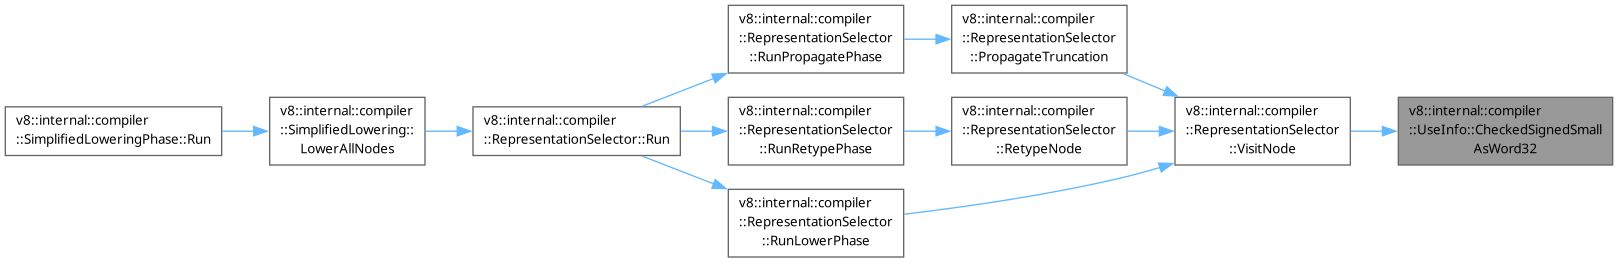 v8::internal::compiler
::SimplifiedLoweringPhase::Run
v8::internal::compiler
::SimplifiedLowering::
LowerAllNodes
v8::internal::compiler
::RepresentationSelector::Run
v8::internal::compiler
::RepresentationSelector
::RunPropagatePhase
v8::internal::compiler
::RepresentationSelector
::RunRetypePhase
v8::internal::compiler
::RepresentationSelector
::RunLowerPhase
v8::internal::compiler
::RepresentationSelector
::PropagateTruncation
v8::internal::compiler
::RepresentationSelector
::RetypeNode
v8::internal::compiler
::RepresentationSelector
::VisitNode
v8::internal::compiler
::UseInfo::CheckedSignedSmall
AsWord32